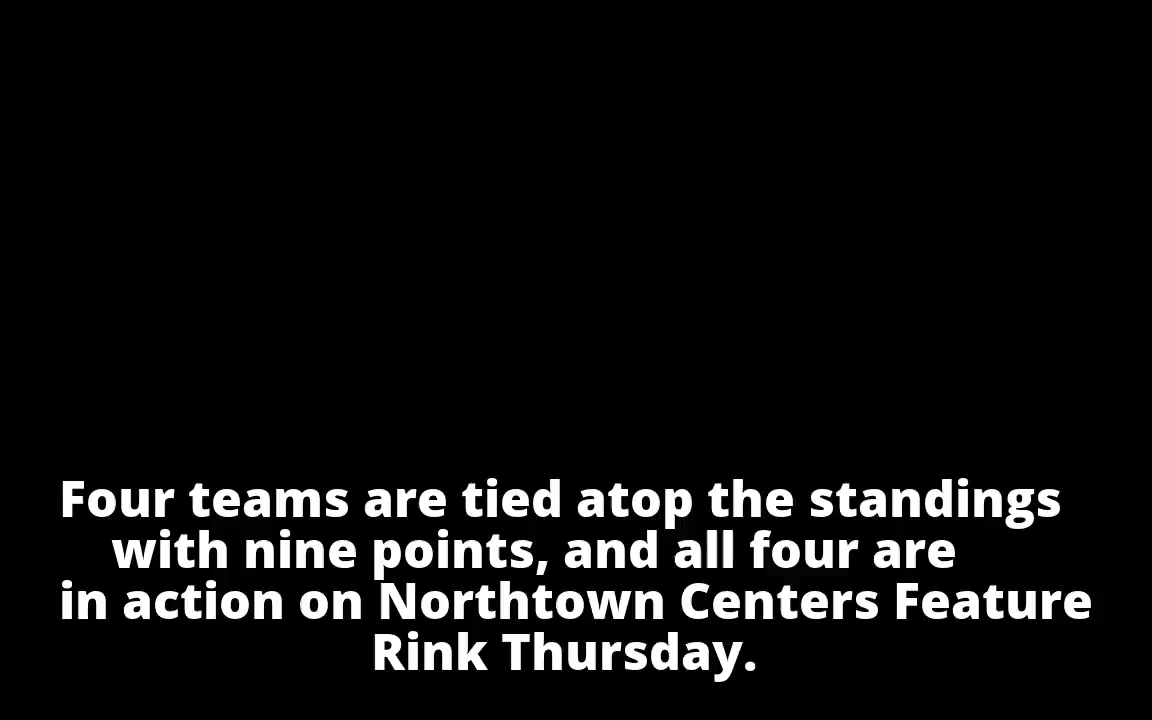 Four teams are tied atop the standings
with nine points, and all four are
in action on Northtown Centers Feature
Rink Thursday.